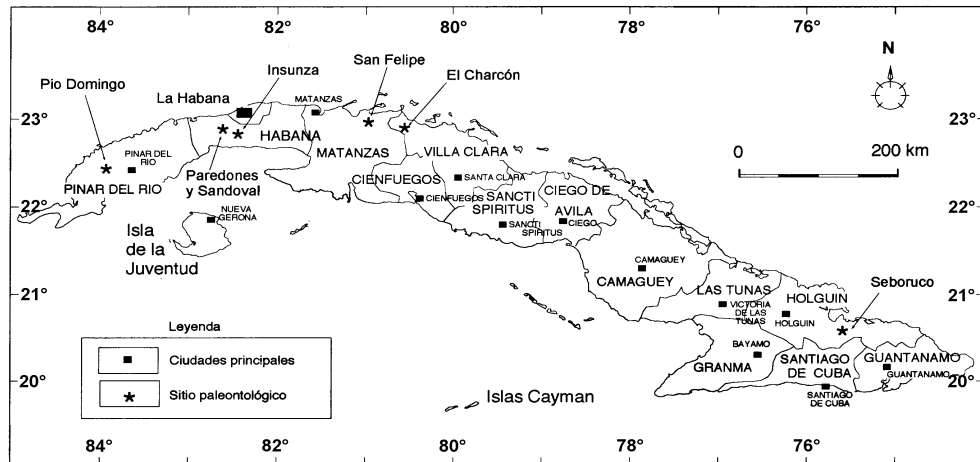 84°
82°
80°
78°
76°
San Felipe
N
Insunza
Pio Domingo
El Charcón
La Habana
MATANZAS
23°
23°
HABANA
0
200 km
MATANZAS
VILLA CLARA
PINAR DEL
RIO
Paredones
y Sandoval
CIENFUEGOS
SANTA CLARA
CIEGO DE
AVILA
PINAR DEL RIO
SANCTI
SPIRITUS
CIENFUEGOS
22°
22°
NUEVA
GERONA
CIEGO
SANCTI
SPIRITUS
Isla
de la
Juventud
CAMAGUEY
CAMAGUEY
LAS TUNAS
Seboruco
21°
21°
HOLGUIN
VICTORIA
DE LAS
TUNAS
HOLGUIN
Leyenda
Ciudades principales
Sitio paleontológico
BAYAMO
GRANMA
SANTIAGO
DE CUBA
GUANTANAMO
GUANTANAMO
20°
20°
Islas Cayman
SANTIAGO
DE CUBA
84°
82°
80°
78°
76°